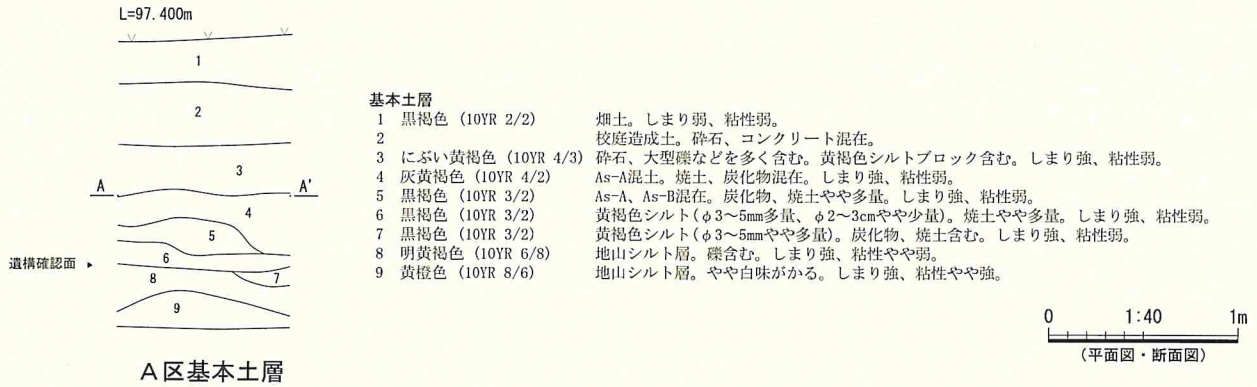 L=97.400m
1
2
3
A A'
4
5
6
遺構確認面
8 7
9
A区基本土層
基本土層
1 黒褐色 (10YR 2/2) 畑土。しまり弱、粘性弱。
2 校庭造成土。砕石、コンクリート混在。
3 にぶい黄褐色 (10YR 4/3) 砕石、大型礫などを多く含む。黄褐色シルトブロック含む。しまり強、粘性弱。
4 灰黄褐色 (10YR 4/2) As-A混土。焼土、炭化物混在。しまり強、粘性弱。
5 黒褐色 (10YR 3/2) As-A、As-B混在。炭化物、焼土やや多量。しまり強、粘性弱。
6 黒褐色 (10YR 3/2) 黄褐色シルト(φ3～5mm多量、φ2～3cmやや少量)。焼土やや多量。しまり強、粘性弱。
7 黒褐色 (10YR 3/2) 黄褐色シルト(φ3～5mmやや多量)。炭化物、焼土含む。しまり強、粘性弱。
8 明黄褐色 (10YR 6/8) 地山シルト層。礫含む。しまり強、粘性やや弱。
9 黄橙色 (10YR 8/6) 地山シルト層。やや白味がかる。しまり強、粘性やや強。
0 1:40 1m
(平面図・断面図)